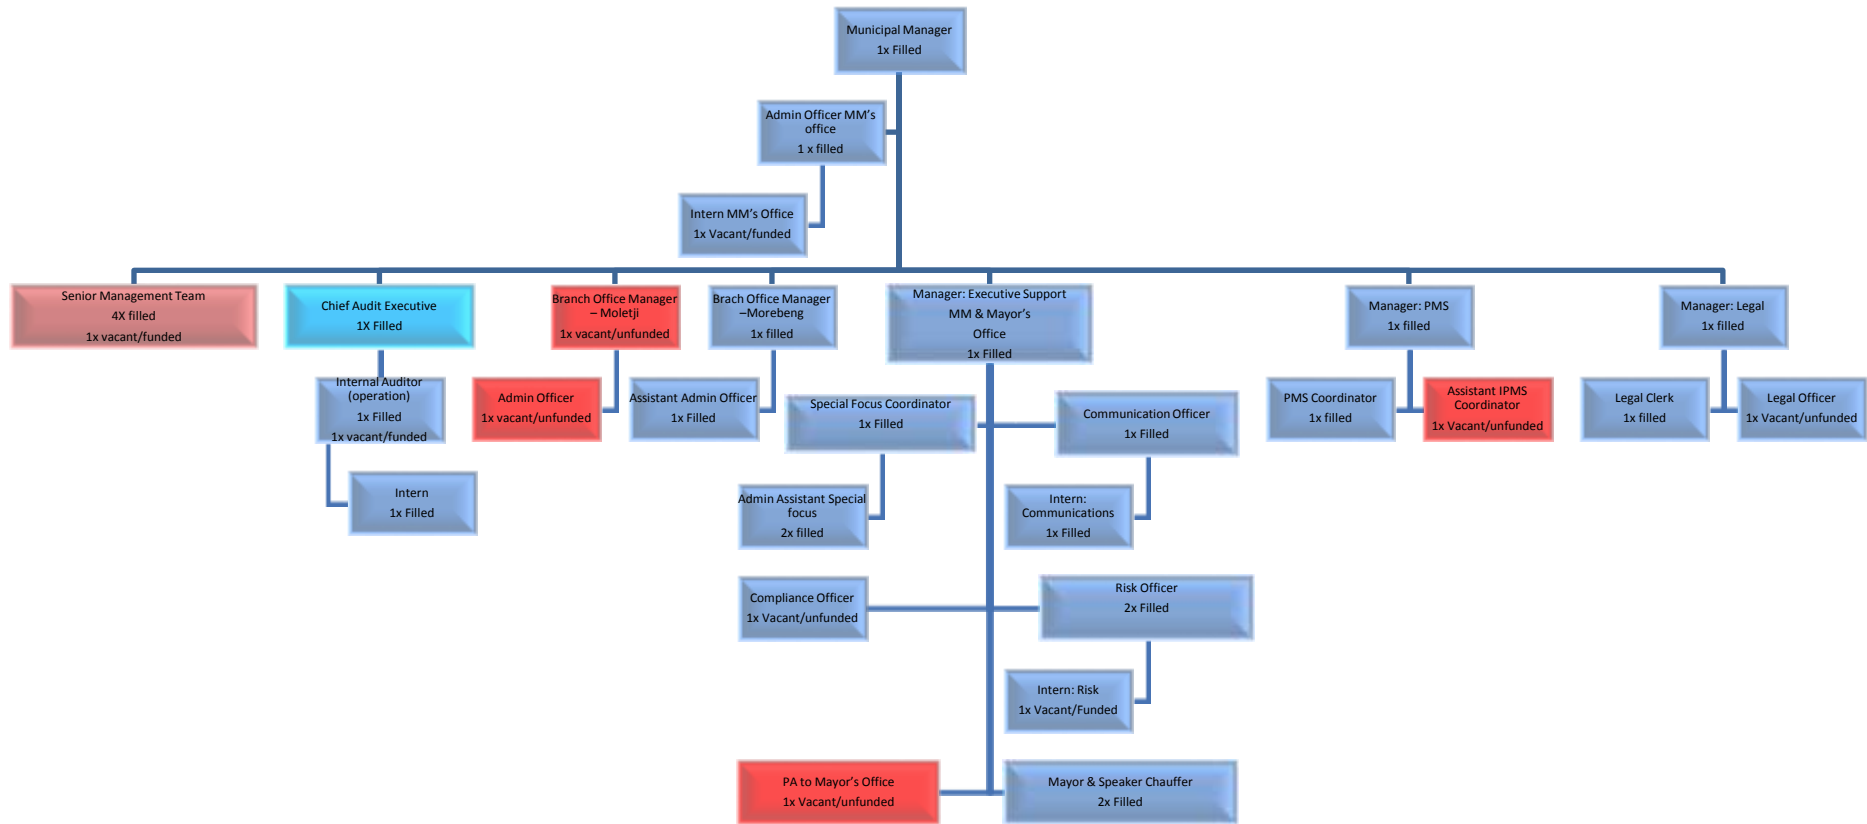 Municipal Manager
1x Filled
Admin Officer MM's
office
1 x filled
Intern MM's Office
1x Vacant/funded
Senior Management Team
4X filled
1x vacant/funded
Chief Audit Executive
1X Filled
Branch Office Manager
– Moletji
1x vacant/unfunded
Brach Office Manager
–Morebeng
1x filled
Manager: Executive Support
MM & Mayor's
Office
1x Filled
Manager: PMS
1x filled
Manager: Legal
1x filled
Internal Auditor
(operation)
1x Filled
1x vacant/funded
Admin Officer
1x vacant/unfunded
Assistant Admin Officer
1x Filled
Special Focus Coordinator
1x Filled
Communication Officer
1x Filled
PMS Coordinator
1x filled
Assistant IPMS
Coordinator
1x Vacant/unfunded
Legal Clerk
1x filled
Legal Officer
1x Vacant/unfunded
Intern
1x Filled
Admin Assistant Special
focus
2x filled
Intern:
Communications
1x Filled
Compliance Officer
1x Vacant/unfunded
Risk Officer
2x Filled
Intern: Risk
1x Vacant/Funded
PA to Mayor's Office
1x Vacant/unfunded
Mayor & Speaker Chauffer
2x Filled